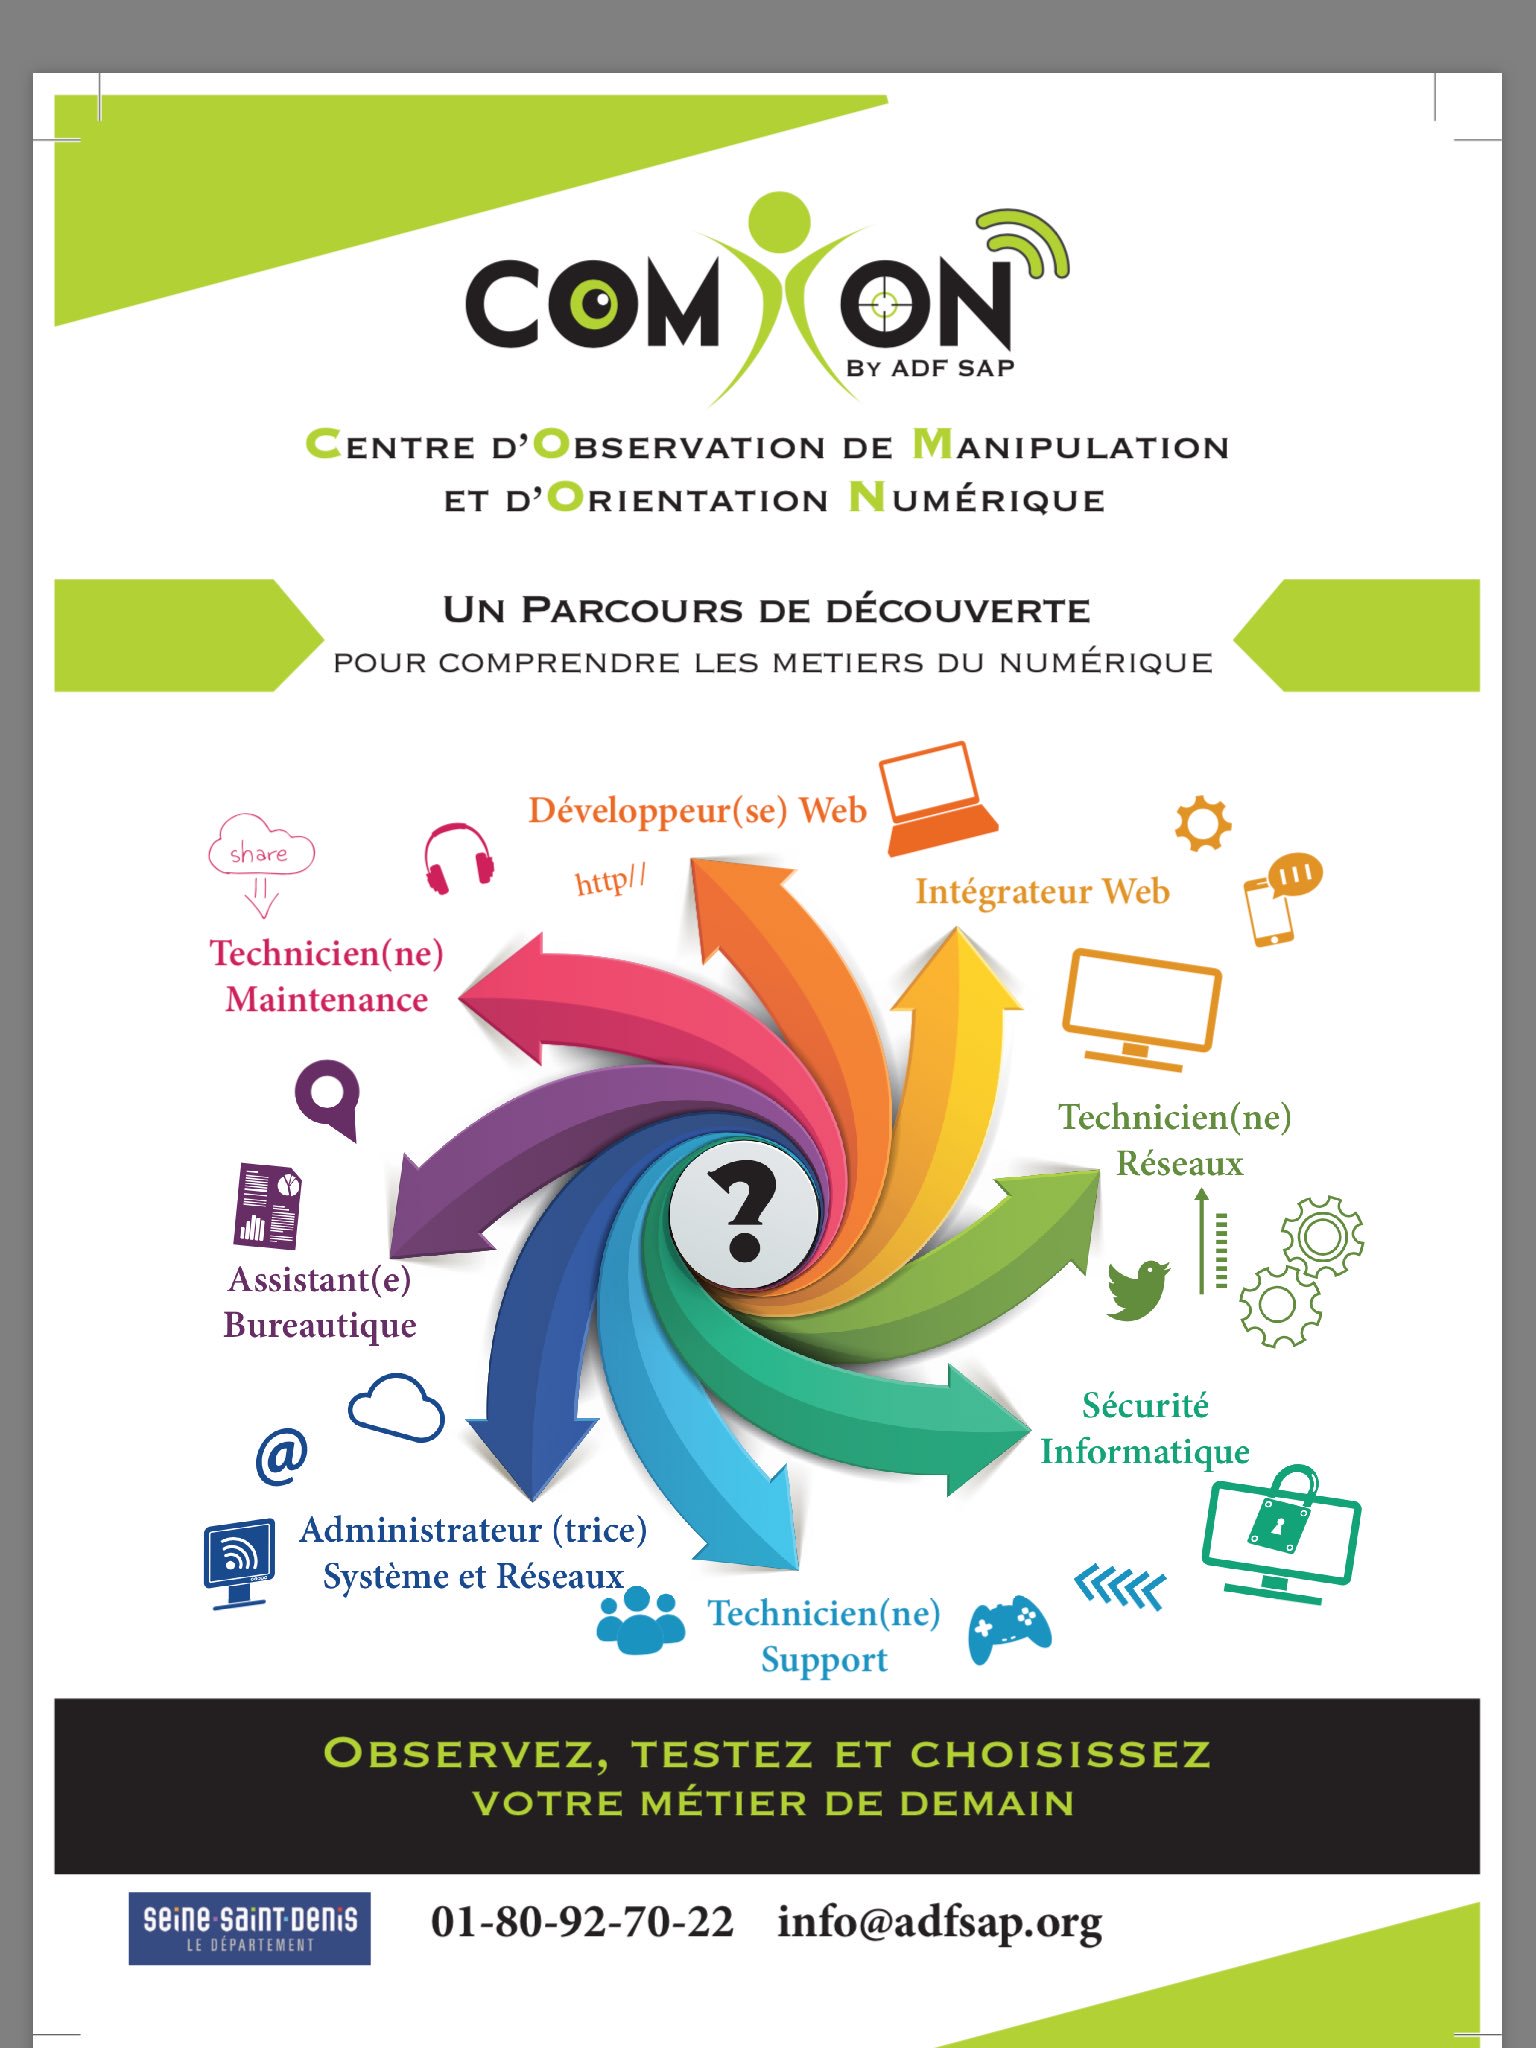 COM ON
BY ADF SAP
CENTRE D’OBSERVATION DE MANIPULATION
ET D’ORIENTATION NUMÉRIQUE
UN PARCOURS DE DÉCOUVERTE
POUR COMPRENDRE LES METIERS DU NUMÉRIQUE
Développeur(se) Web
http//
Intégrateur Web
share
Technicien(ne)
Maintenance
Technicien(ne)
Réseaux
?
Assistant(e)
Bureautique
Sécurité
Informatique
@
Administrateur (trice)
Système et Réseaux
Technicien(ne)
Support
OBSERVEZ, TESTEZ ET CHOISISSEZ
VOTRE MÉTIER DE DEMAIN
seine-saint-denis
LE DÉPARTEMENT
01-80-92-70-22 info@adfsap.org